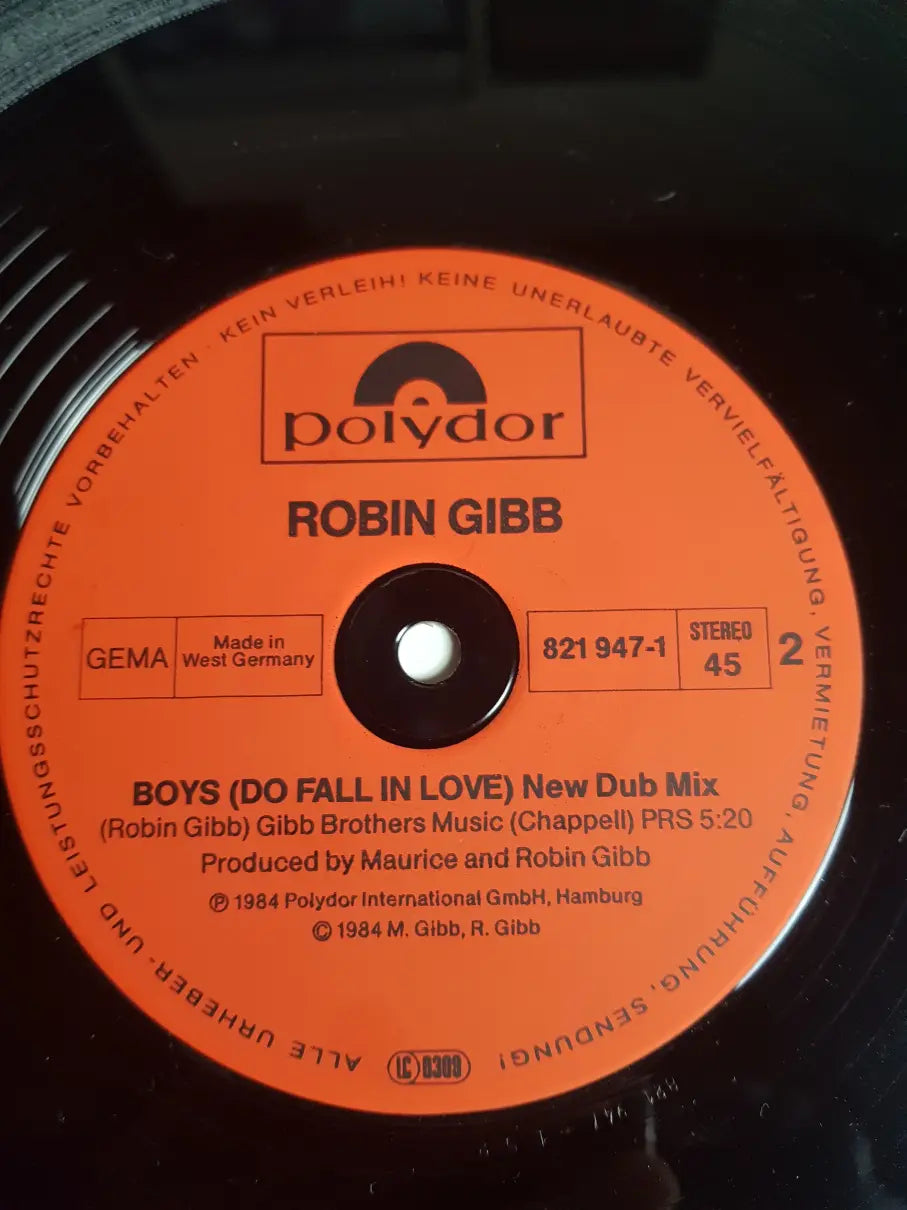 ALLE URHEBER- UND LEISTUNGSSCHUTZRECHTE VORBEHALTEN · KEIN VERLEIH! KEINE UNERLAUBTE VERVIELFÄLTIGUNG, VERMIETUNG, AUFFÜHRUNG, SENDUNG!
polydor
ROBIN GIBB
GEMA
Made in
West Germany
821 947-1
STEREO
45
2
BOYS (DO FALL IN LOVE) New Dub Mix
(Robin Gibb) Gibb Brothers Music (Chappell) PRS 5:20
Produced by Maurice and Robin Gibb
℗ 1984 Polydor International GmbH, Hamburg
© 1984 M. Gibb, R. Gibb
LC 0309